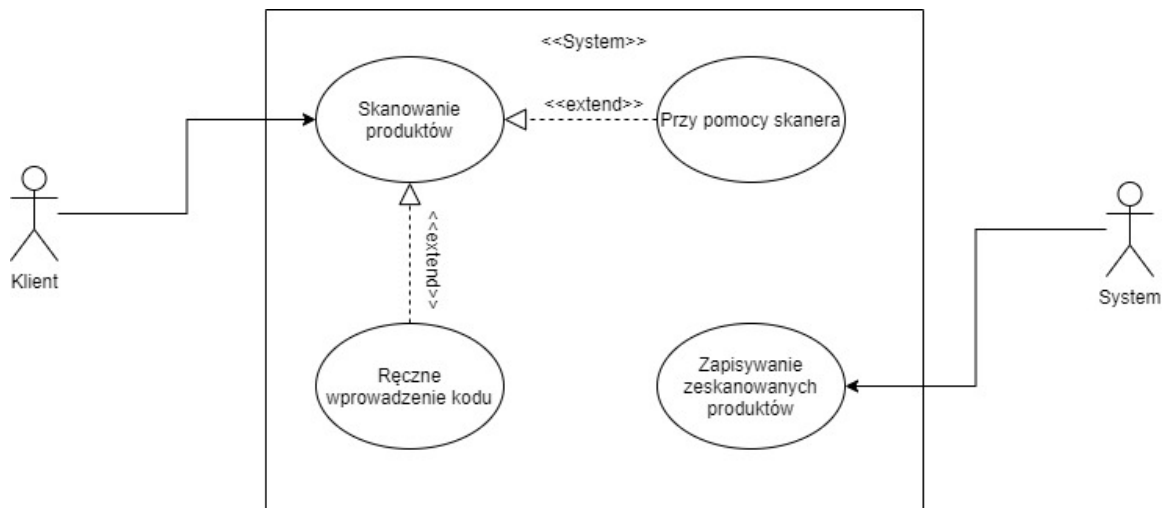 <<System>>
Skanowanie
produktów
<<extend>>
Przy pomocy skanera
<<extend>>
Klient
System
Ręczne
wprowadzenie kodu
Zapisywanie
zeskanowanych
produktów